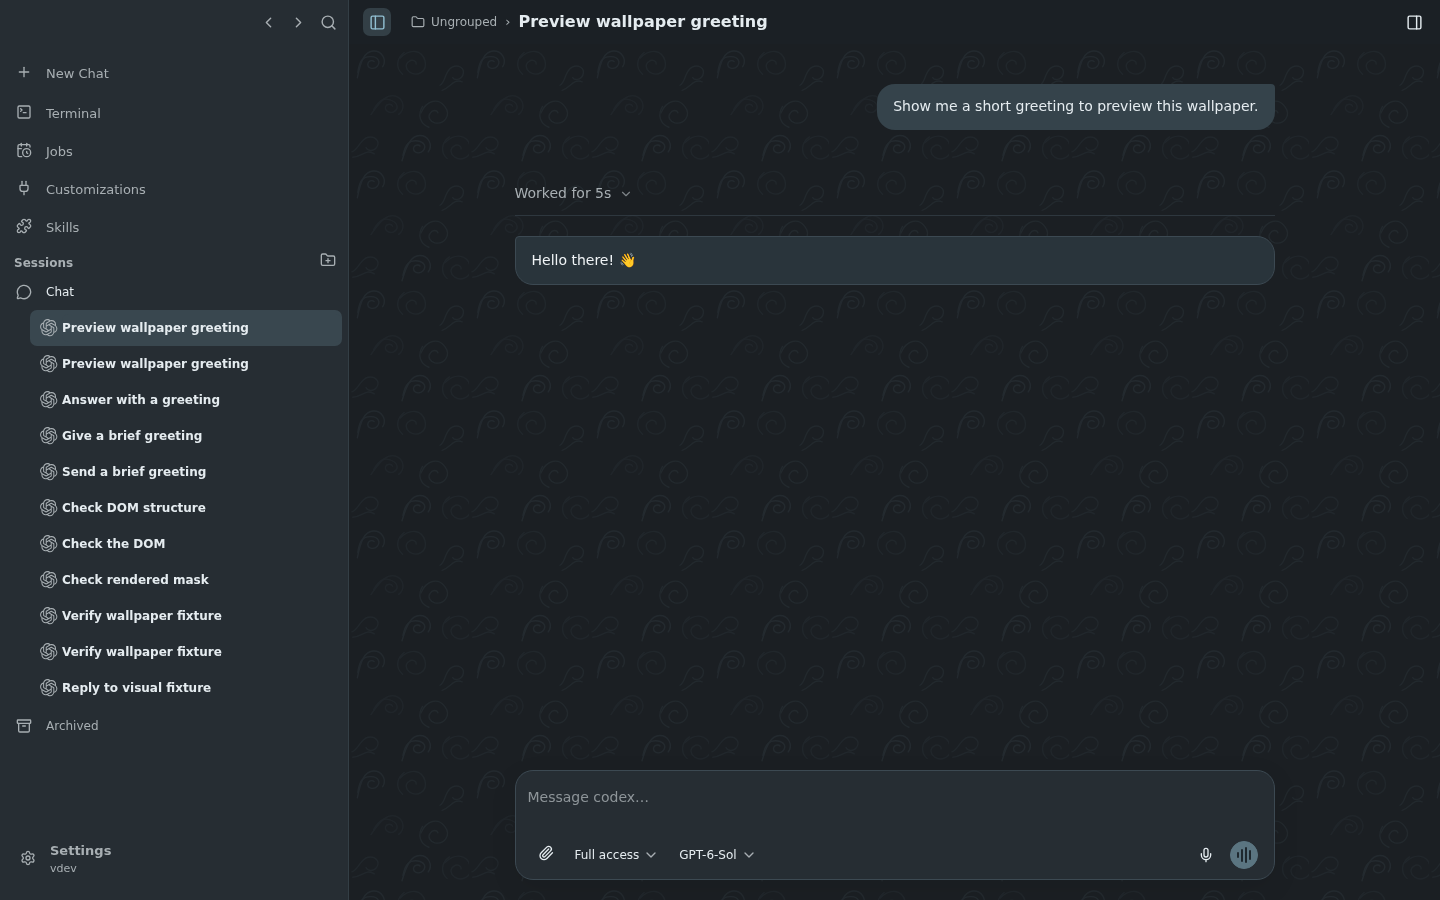 New Chat
Terminal
Jobs
Customizations
Skills
Sessions
Chat
Preview wallpaper greeting
Preview wallpaper greeting
Answer with a greeting
Give a brief greeting
Send a brief greeting
Check DOM structure
Check the DOM
Check rendered mask
Verify wallpaper fixture
Verify wallpaper fixture
Reply to visual fixture
Archived
Settings
vdev
Ungrouped › Preview wallpaper greeting
Show me a short greeting to preview this wallpaper.
Worked for 5s
Hello there! 👋
Message codex...
Full access GPT-6-Sol